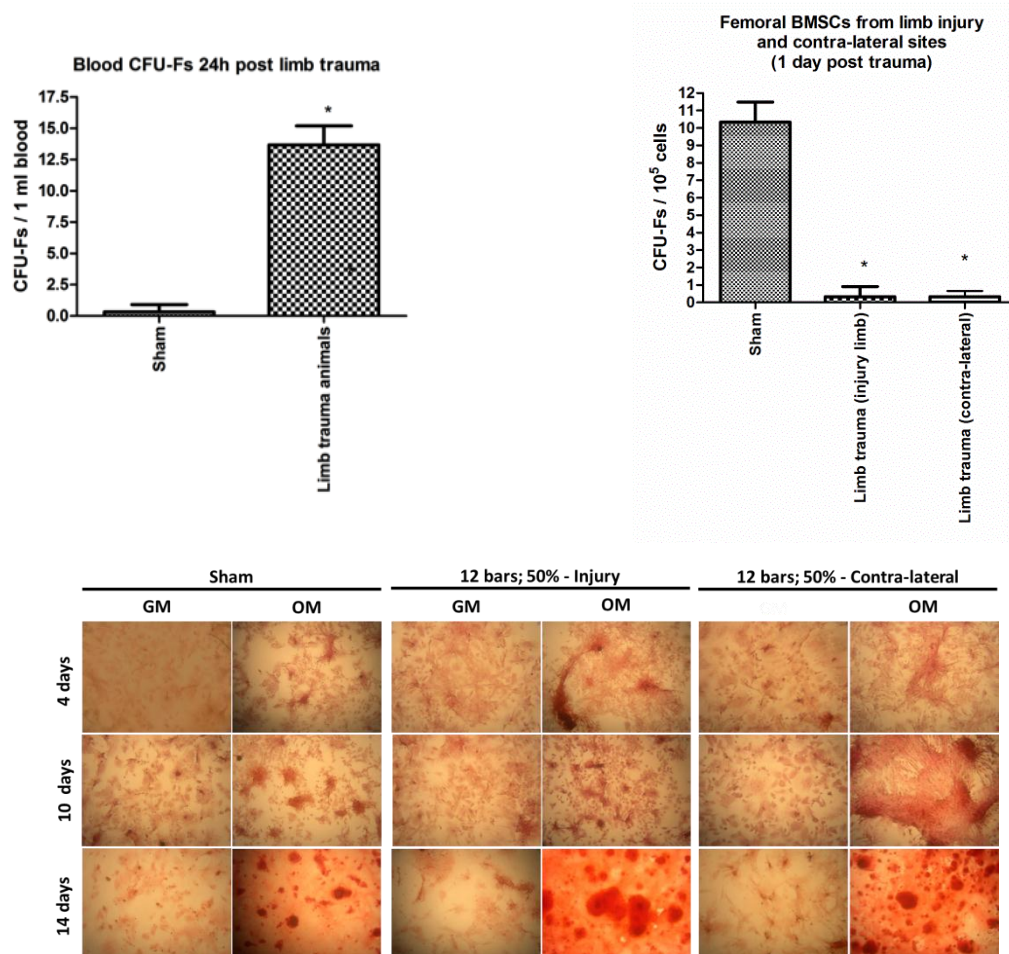 Blood CFU-Fs 24h post limb trauma
CFU-Fs / 1 ml blood
17.5
15.0
12.5
10.0
7.5
5.0
2.5
0.0
*
Sham
Limb trauma animals
Femoral BMSCs from limb injury
and contra-lateral sites
(1 day post trauma)
CFU-Fs / 10⁵ cells
12
11
10
9
8
7
6
5
4
3
2
1
0
*
*
Sham
Limb trauma (injury limb)
Limb trauma (contra-lateral)
Sham
12 bars; 50% - Injury
12 bars; 50% - Contra-lateral
GM
OM
GM
OM
GM
OM
4 days
10 days
14 days